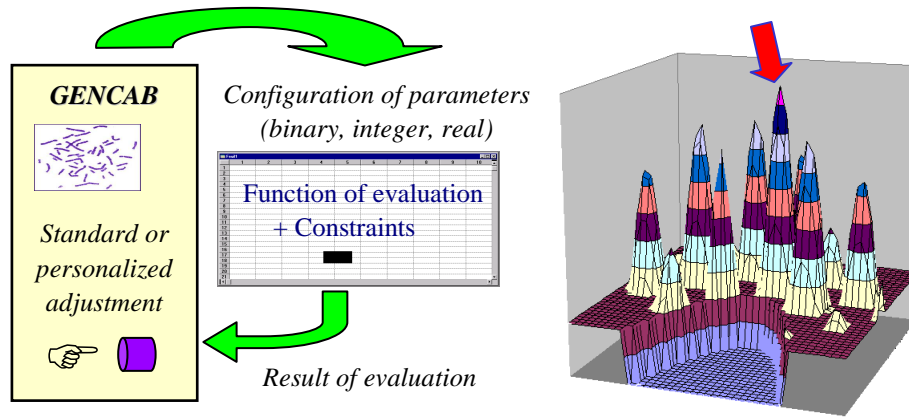 GENCAB
Standard or
personalized
adjustment
Configuration of parameters
(binary, integer, real)
Function of evaluation
+ Constraints
Result of evaluation